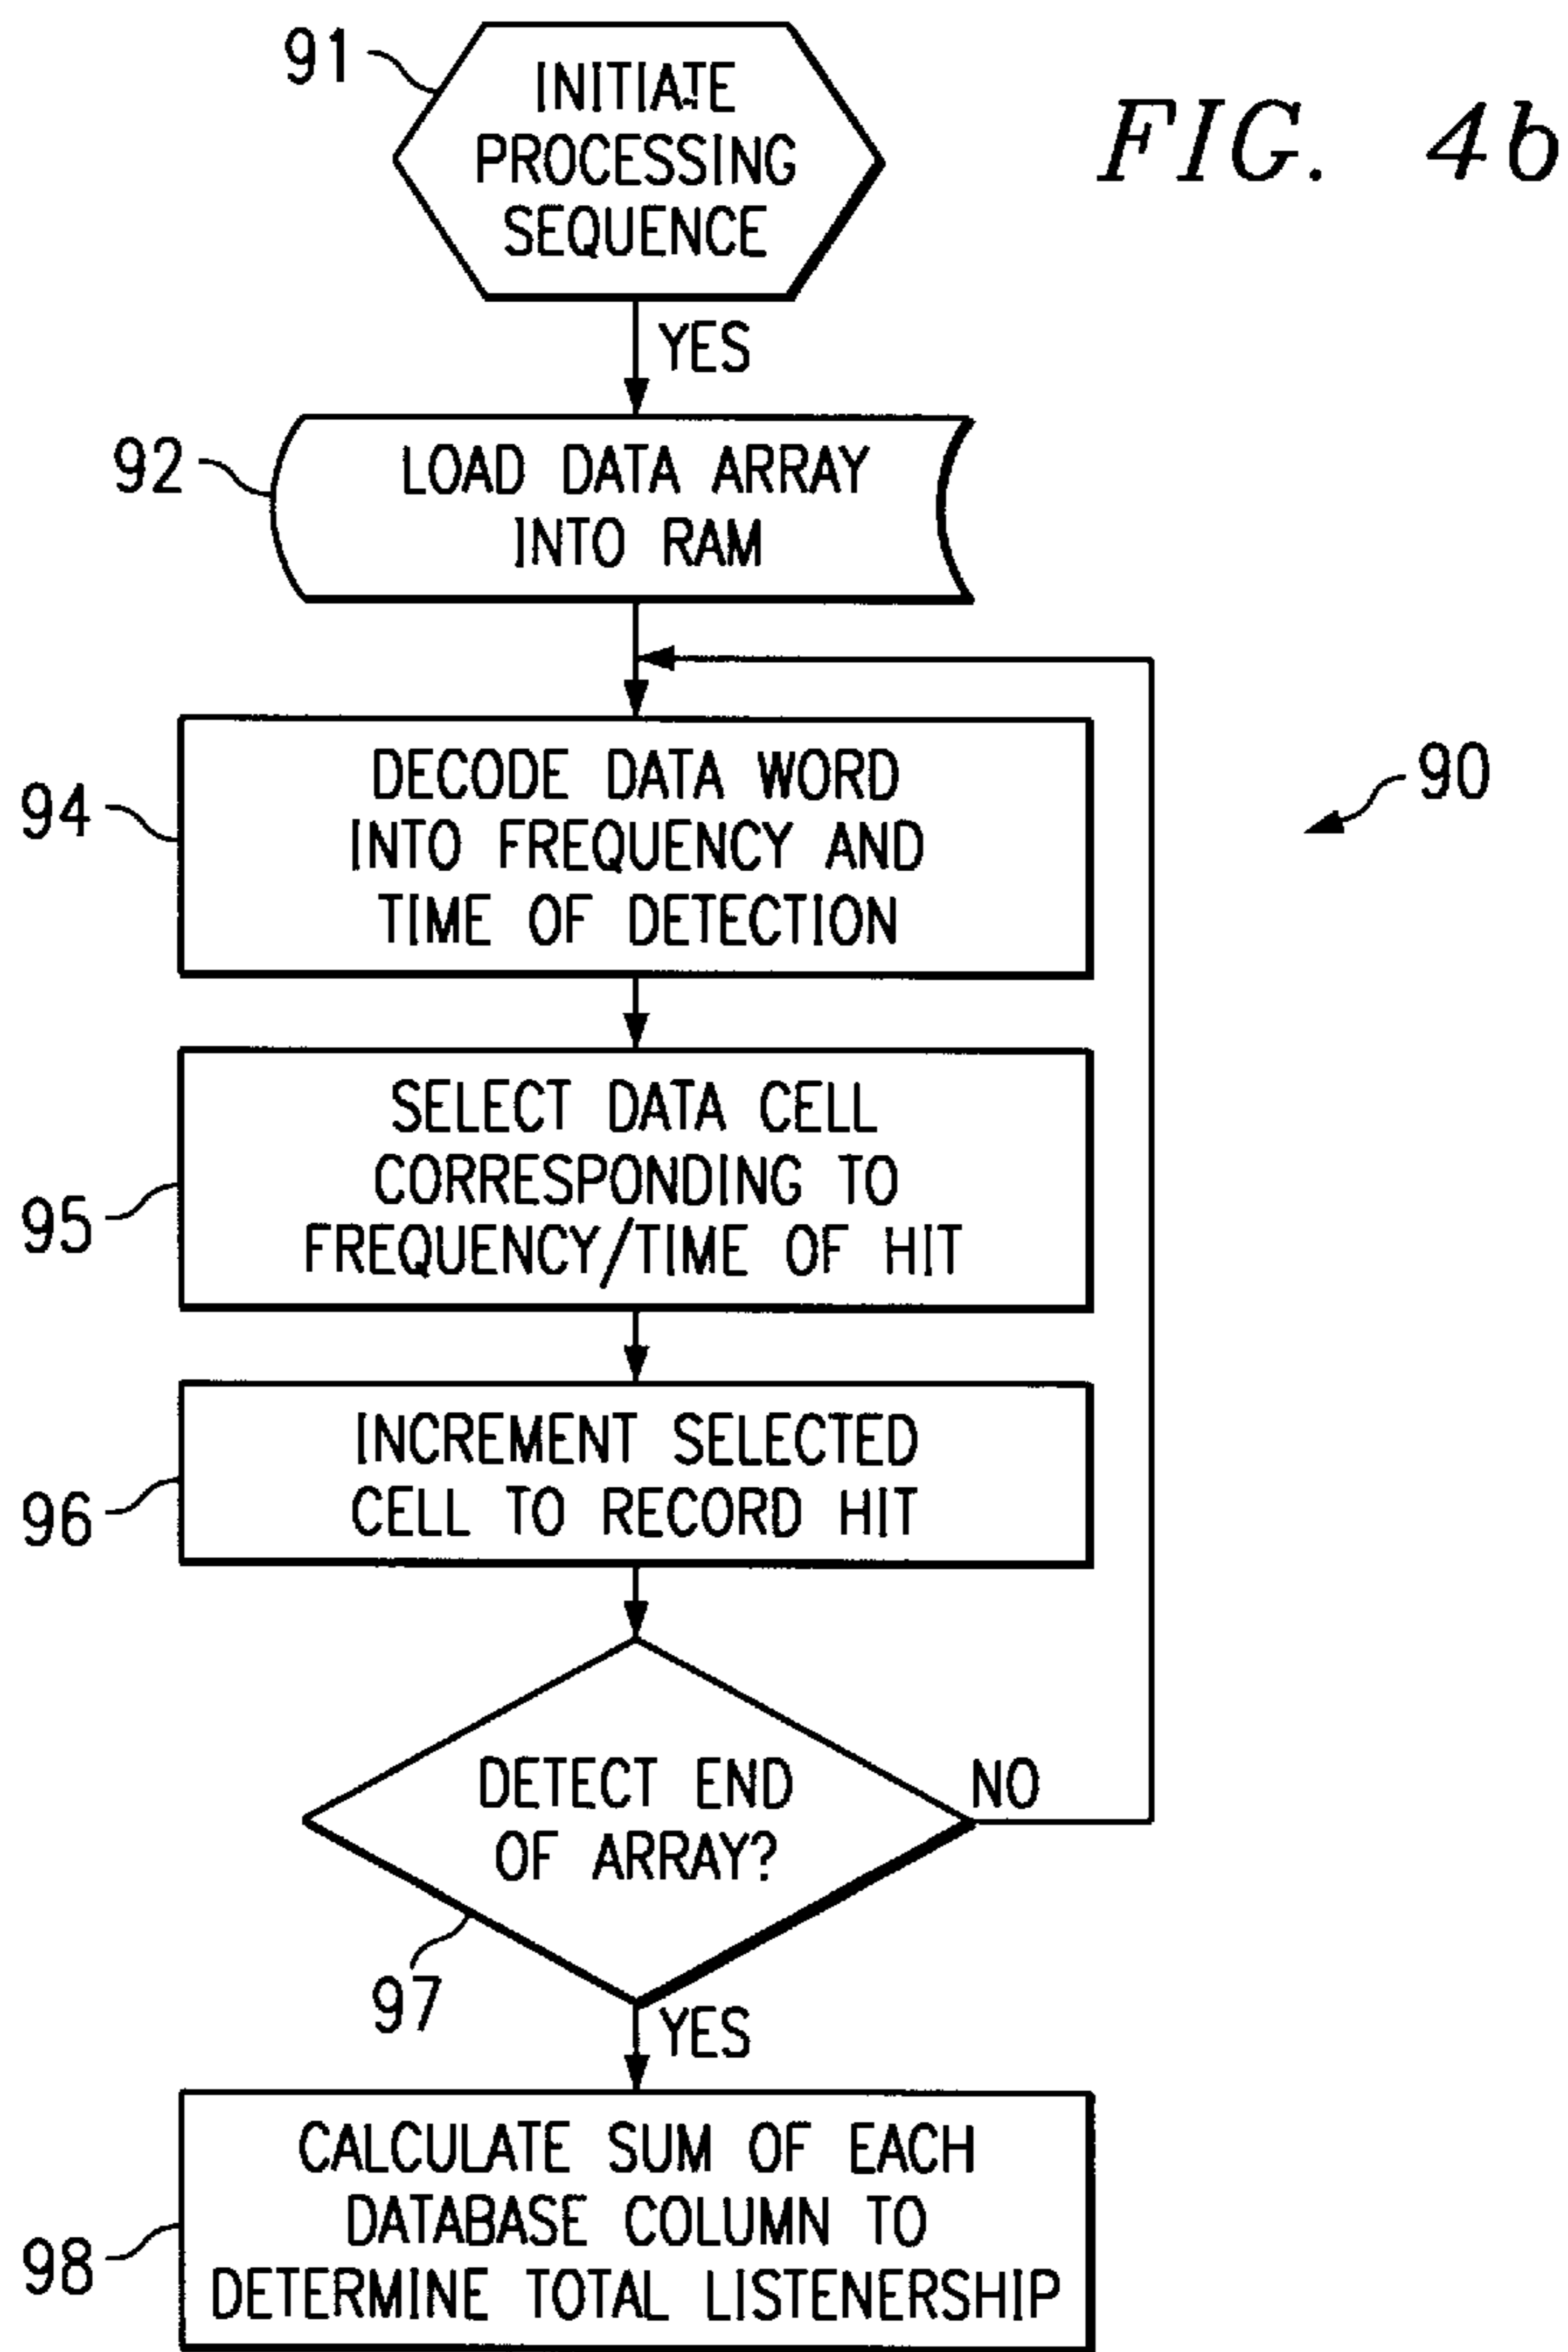 FIG. 4b
91
INITIATE
PROCESSING
SEQUENCE
YES
92
LOAD DATA ARRAY
INTO RAM
94
DECODE DATA WORD
INTO FREQUENCY AND
TIME OF DETECTION
90
95
SELECT DATA CELL
CORRESPONDING TO
FREQUENCY/TIME OF HIT
96
INCREMENT SELECTED
CELL TO RECORD HIT
DETECT END
OF ARRAY?
NO
97
YES
98
CALCULATE SUM OF EACH
DATABASE COLUMN TO
DETERMINE TOTAL LISTENERSHIP